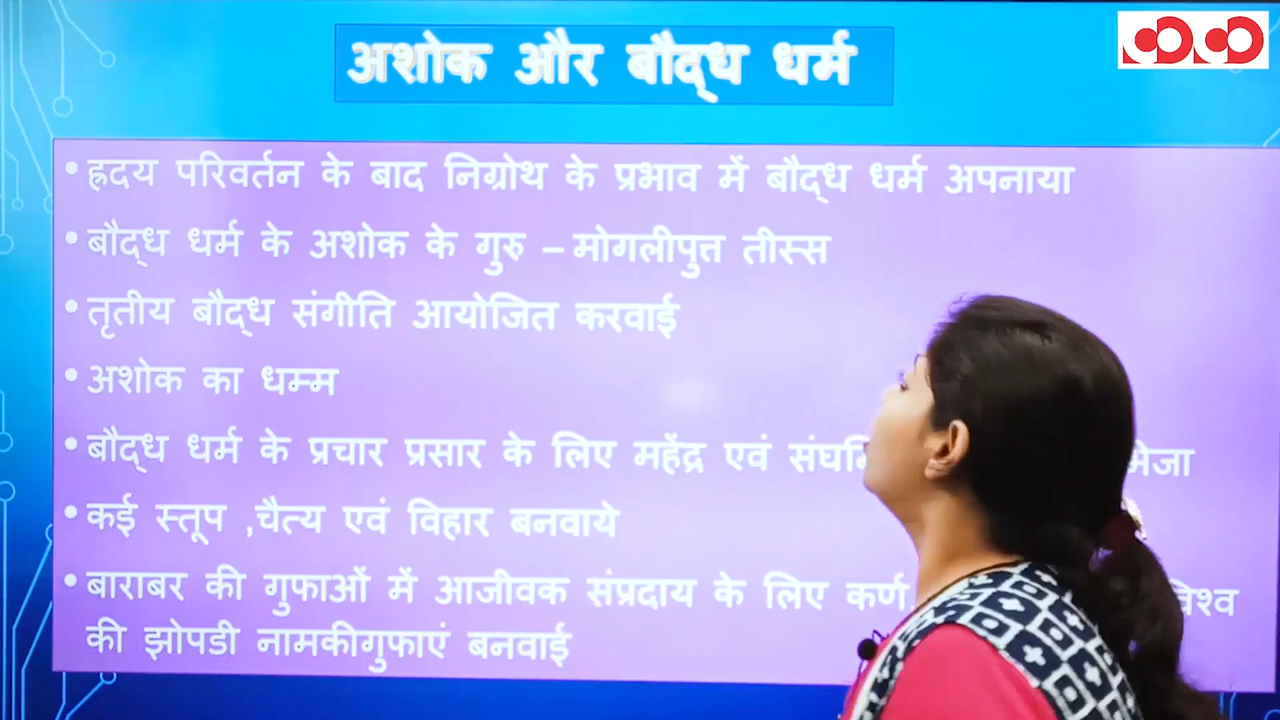 अशोक और बौद्ध धर्म
• ह्रदय परिवर्तन के बाद निग्रोथ के प्रभाव में बौद्ध धर्म अपनाया
• बौद्ध धर्म के अशोक के गुरु – मोगलीपुत्त तीस्स
• तृतीय बौद्ध संगीति आयोजित करवाई
• अशोक का धम्म
• बौद्ध धर्म के प्रचार प्रसार के लिए महेंद्र एवं
• कई स्तूप ,चैत्य एवं विहार बनवाये
• बाराबर की गुफाओं में आजीवक संप्रदाय के लिए कर्ण
की झोपडी नामकीगुफाएं बनवाई